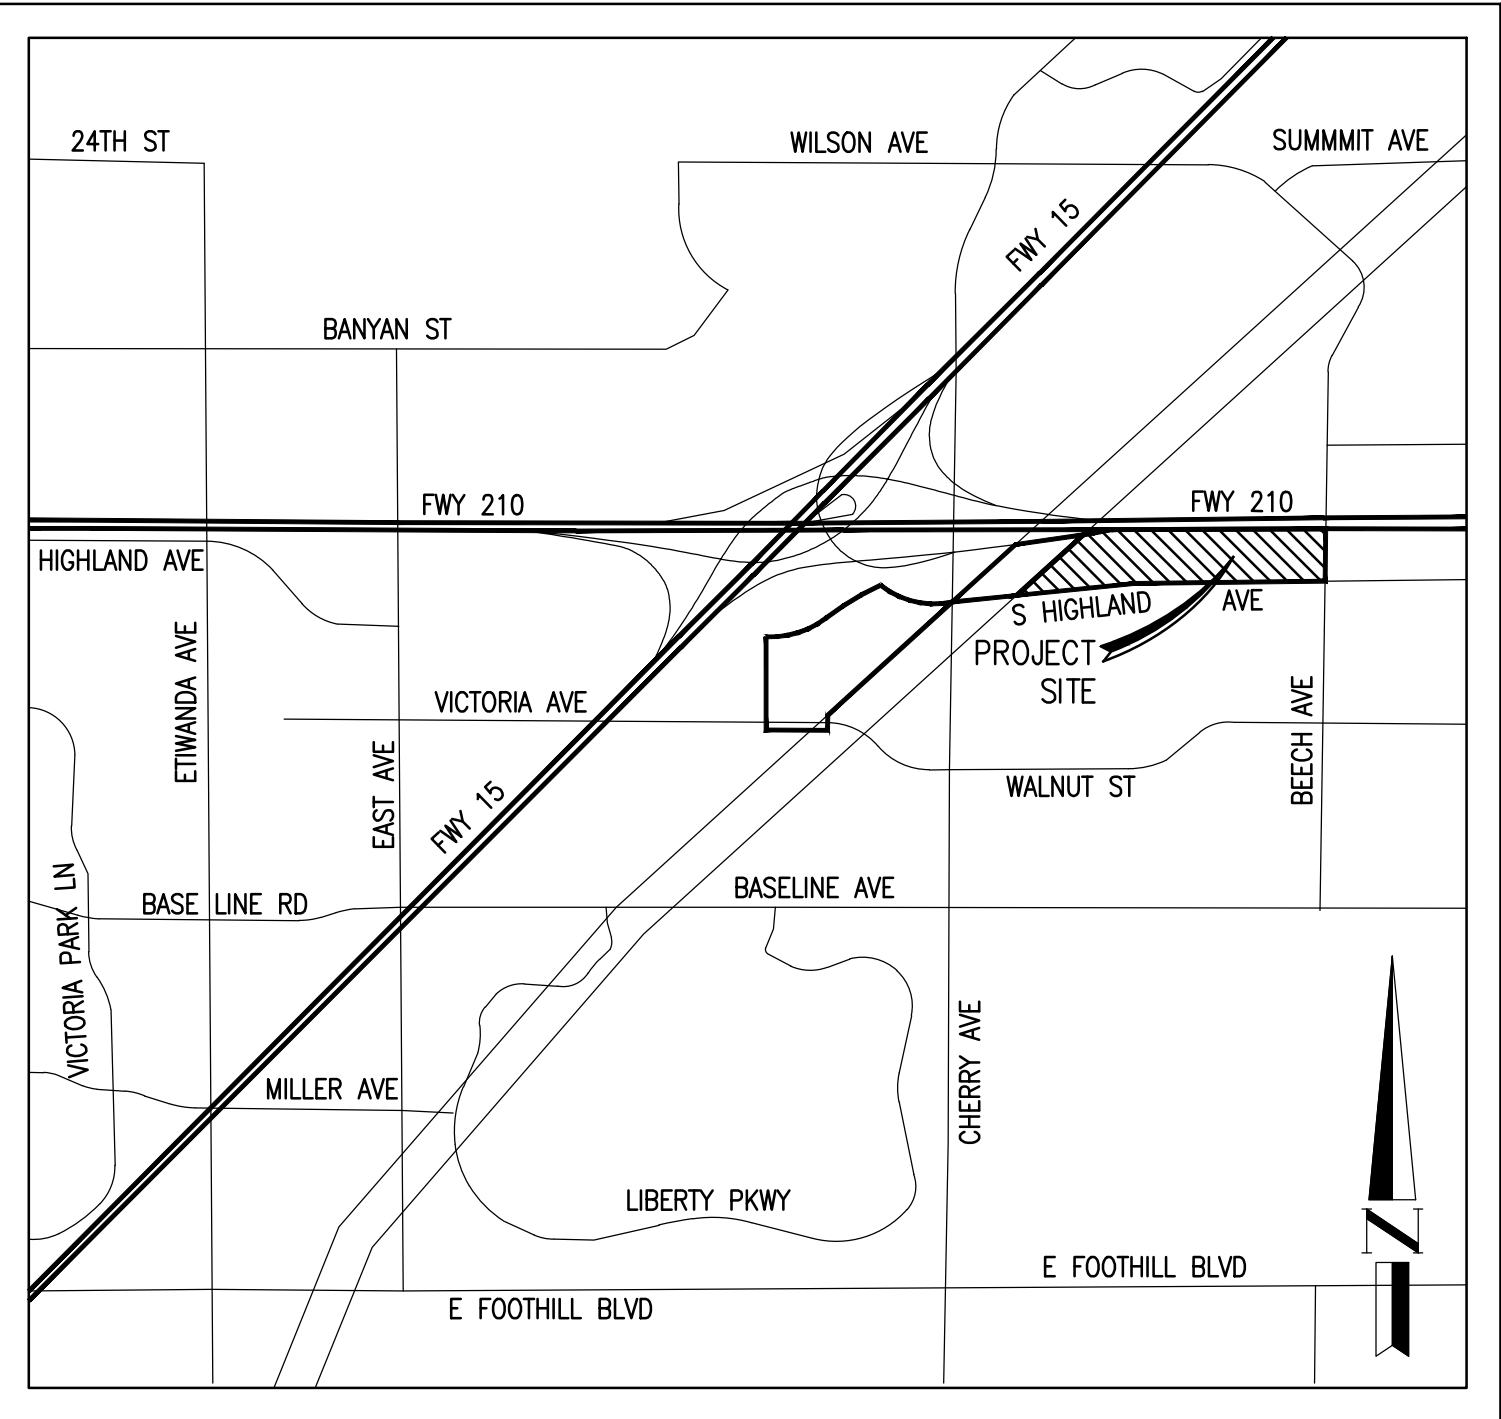 24TH ST
WILSON AVE
SUMMMIT AVE
FWY 15
BANYAN ST
FWY 210
FWY 210
HIGHLAND AVE
S HIGHLAND AVE
PROJECT
SITE
ETIWANDA AVE
VICTORIA AVE
EAST AVE
FWY 15
WALNUT ST
BEECH AVE
VICTORIA PARK LN
BASE LINE RD
BASELINE AVE
CHERRY AVE
MILLER AVE
LIBERTY PKWY
N
E FOOTHILL BLVD
E FOOTHILL BLVD